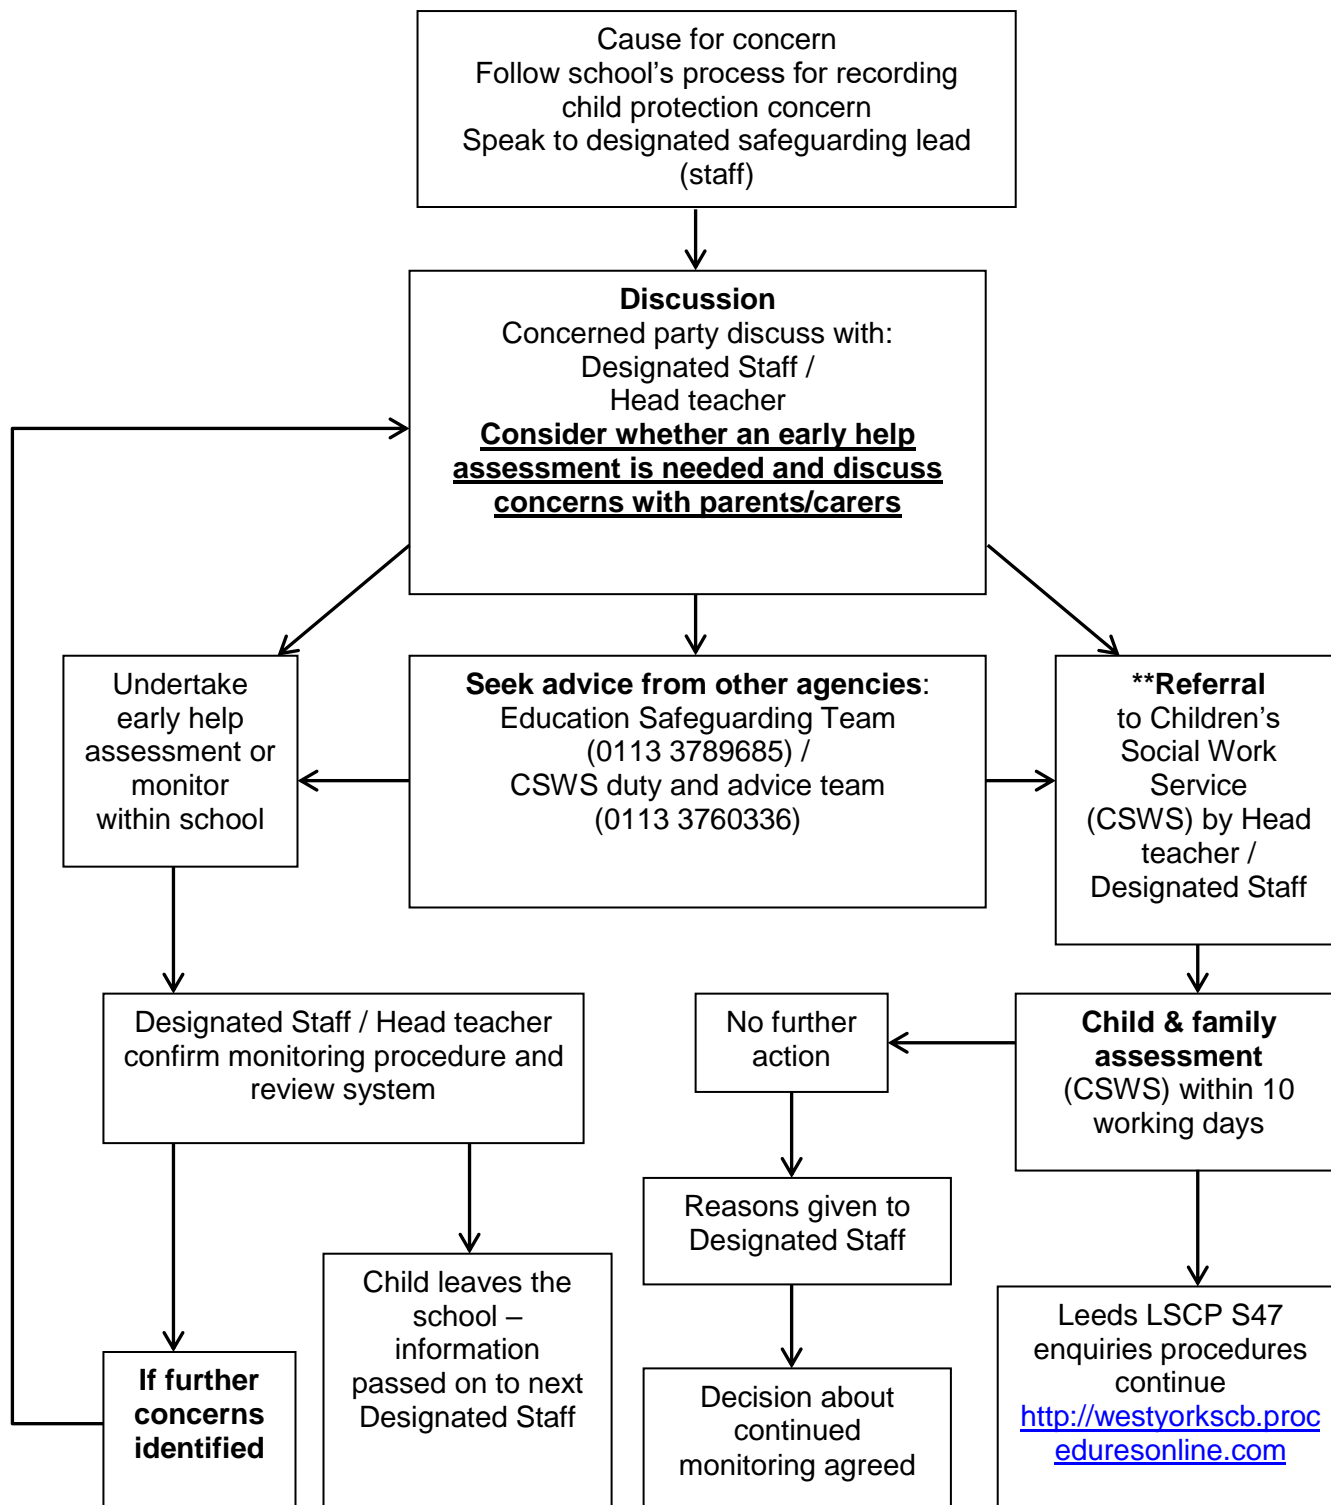 Cause for concern
Follow school’s process for recording
child protection concern
Speak to designated safeguarding lead
(staff)
Discussion
Concerned party discuss with:
Designated Staff /
Head teacher
Consider whether an early help
assessment is needed and discuss
concerns with parents/carers
Undertake
early help
assessment or
monitor
within school
Seek advice from other agencies:
Education Safeguarding Team
(0113 3789685) /
CSWS duty and advice team
(0113 3760336)
**Referral
to Children’s
Social Work
Service
(CSWS) by Head
teacher /
Designated Staff
Designated Staff / Head teacher
confirm monitoring procedure and
review system
No further
action
Child & family
assessment
(CSWS) within 10
working days
Reasons given to
Designated Staff
If further
concerns
identified
Child leaves the
school –
information
passed on to next
Designated Staff
Decision about
continued
monitoring agreed
Leeds LSCP S47
enquiries procedures
continue
http://westyorkscb.proc
eduresonline.com